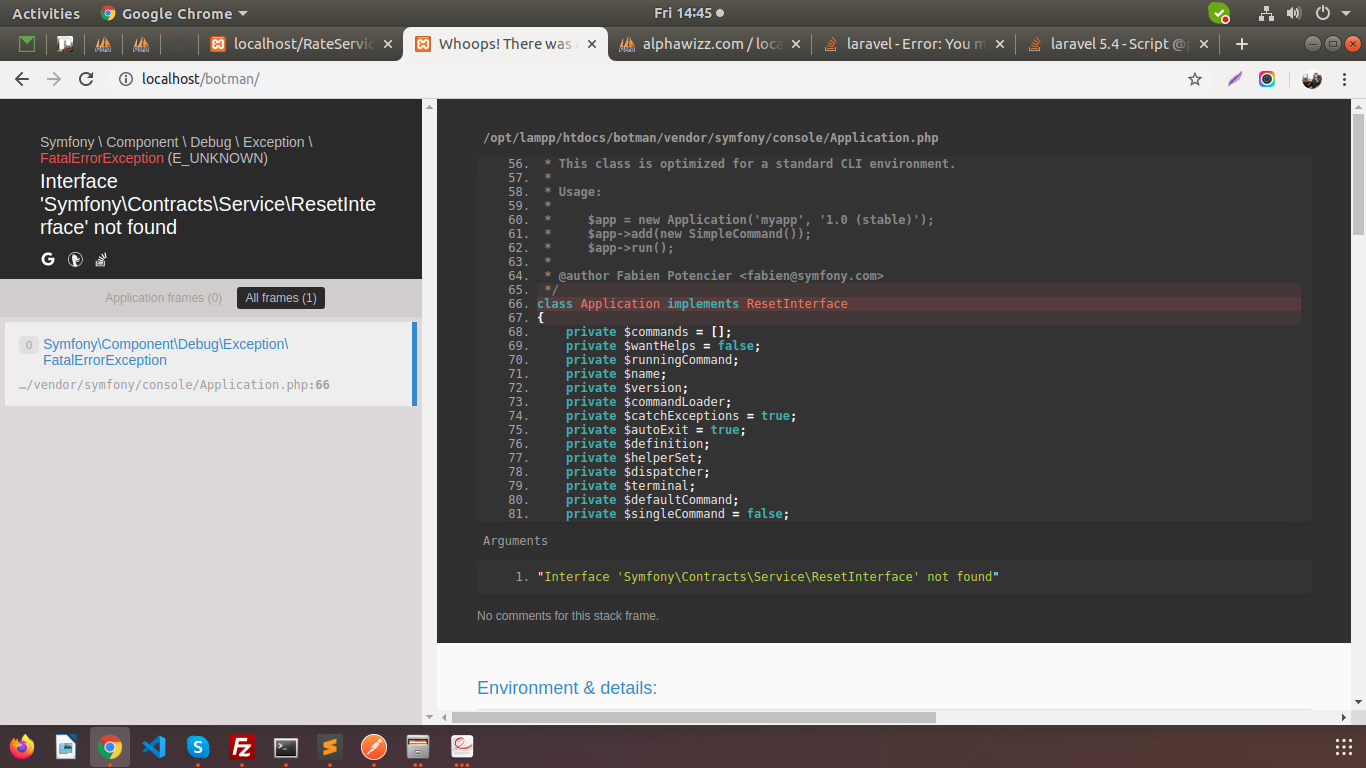 Activities Google Chrome Fri 14:45
localhost/RateServic Whoops! There was a alphawizz.com / loca laravel - Error: You m laravel 5.4 - Script @p
localhost/botman/
Symfony \ Component \ Debug \ Exception \
FatalErrorException (E_UNKNOWN)
Interface
'Symfony\Contracts\Service\ResetInte
rface' not found
Application frames (0) All frames (1)
0 Symfony\Component\Debug\Exception\
FatalErrorException
…/vendor/symfony/console/Application.php:66
/opt/lampp/htdocs/botman/vendor/symfony/console/Application.php
56. * This class is optimized for a standard CLI environment.
57. *
58. * Usage:
59. *
60. *     $app = new Application('myapp', '1.0 (stable)');
61. *     $app->add(new SimpleCommand());
62. *     $app->run();
63. *
64. * @author Fabien Potencier <fabien@symfony.com>
65. */
66. class Application implements ResetInterface
67. {
68.     private $commands = [];
69.     private $wantHelps = false;
70.     private $runningCommand;
71.     private $name;
72.     private $version;
73.     private $commandLoader;
74.     private $catchExceptions = true;
75.     private $autoExit = true;
76.     private $definition;
77.     private $helperSet;
78.     private $dispatcher;
79.     private $terminal;
80.     private $defaultCommand;
81.     private $singleCommand = false;
Arguments
1. "Interface 'Symfony\Contracts\Service\ResetInterface' not found"
No comments for this stack frame.
Environment & details: